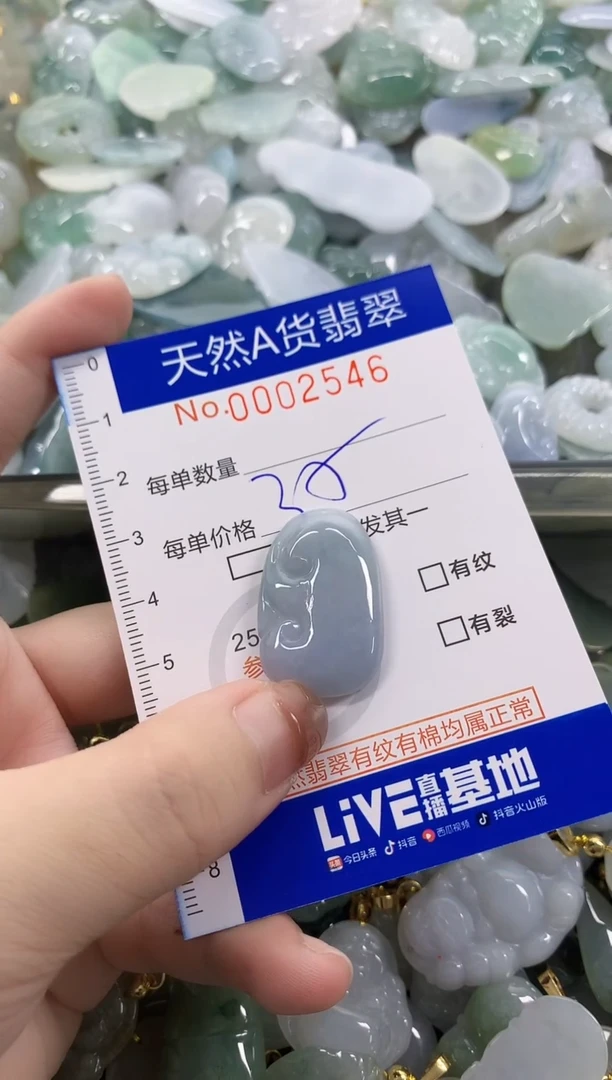 天然A货翡翠
No.0002546
每单数量
38
每单价格
发其一
有纹
25
有裂
翡翠有纹有棉均属正常
LiVE直播基地
今日头条 抖音 西瓜视频 抖音火山版
0
1
2
3
4
5
8